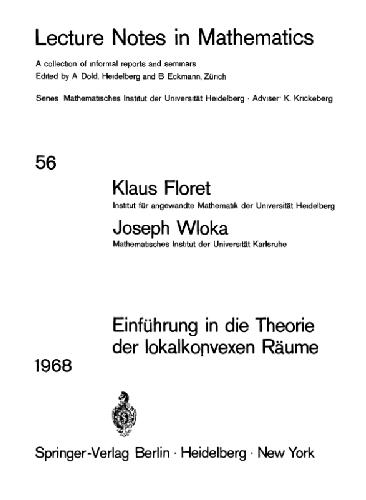 Lecture Notes in Mathematics
A collection of informal reports and seminars
Edited by A. Dold, Heidelberg and B. Eckmann, Zürich
Series: Mathematisches Institut der Universität Heidelberg · Adviser: K. Krickeberg
56
Klaus Floret
Institut für angewandte Mathematik der Universität Heidelberg
Joseph Wloka
Mathematisches Institut der Universität Karlsruhe
Einführung in die Theorie
der lokalkonvexen Räume
1968
Springer-Verlag Berlin · Heidelberg · New York